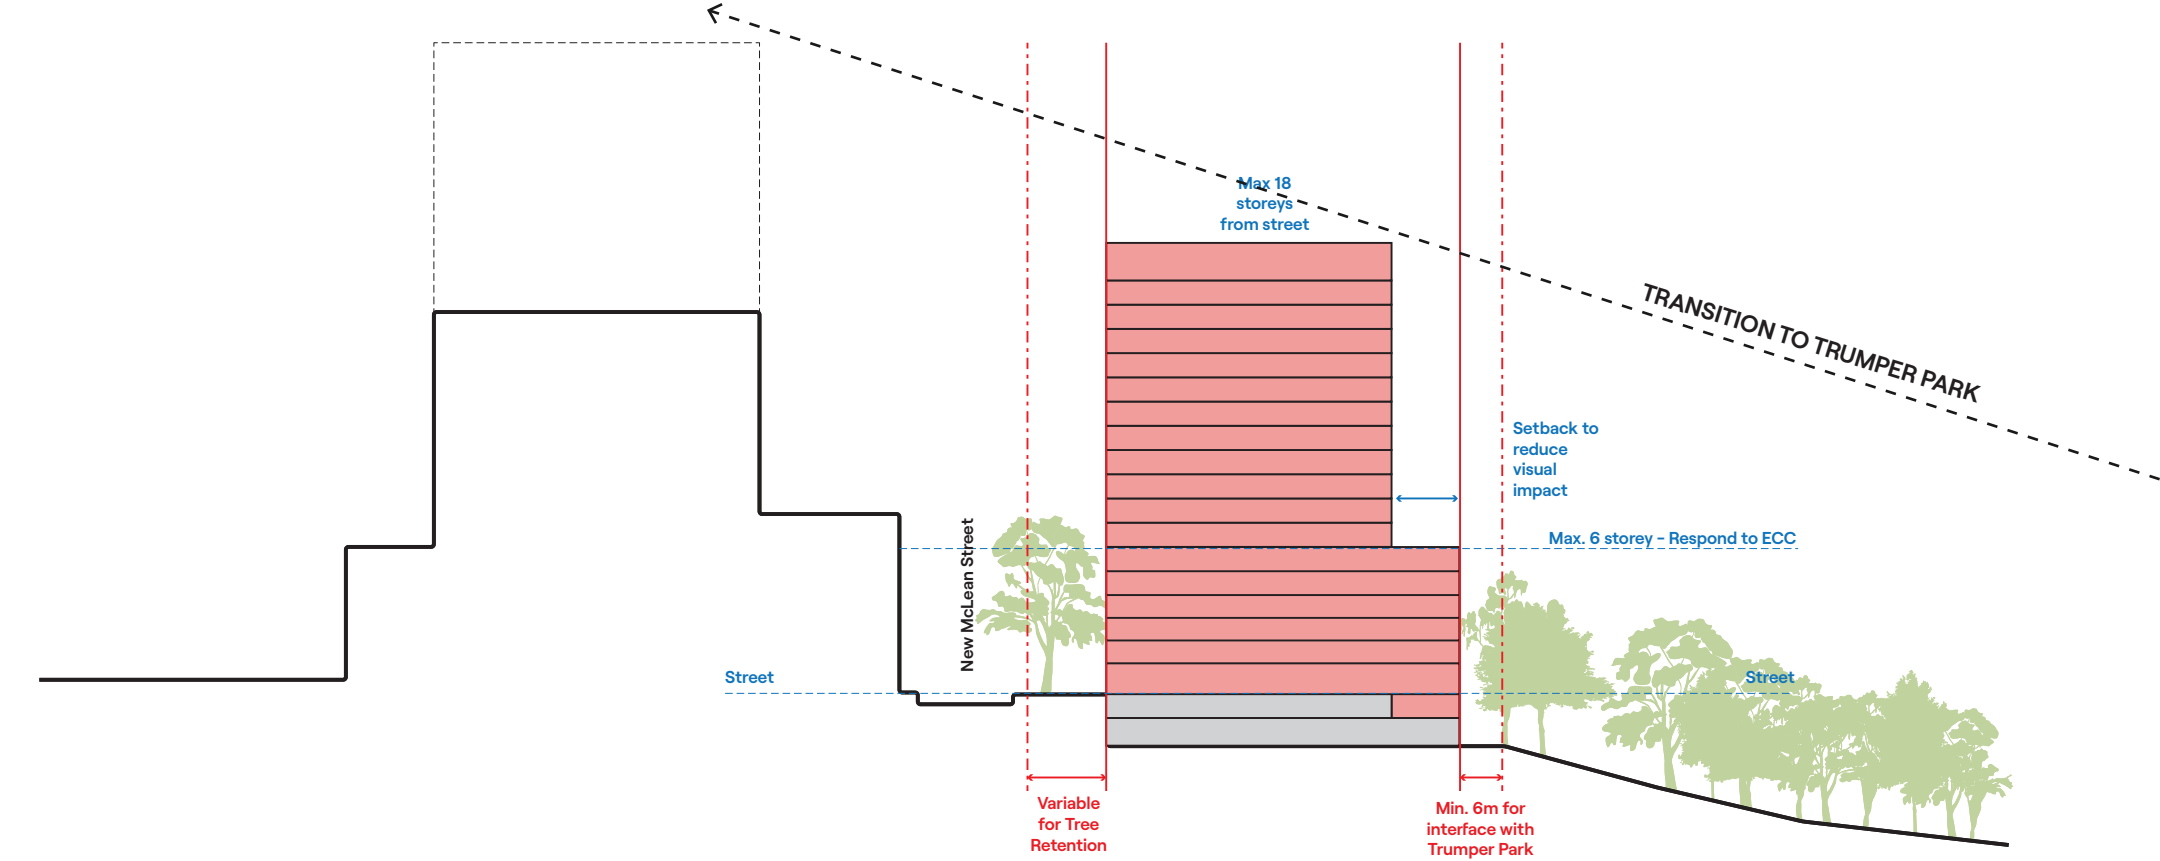 Max 18
storeys
from street
TRANSITION TO TRUMPER PARK
Setback to
reduce
visual
impact
Max. 6 storey - Respond to ECC
New McLean Street
Street
Street
Variable
for Tree
Retention
Min. 6m for
interface with
Trumper Park